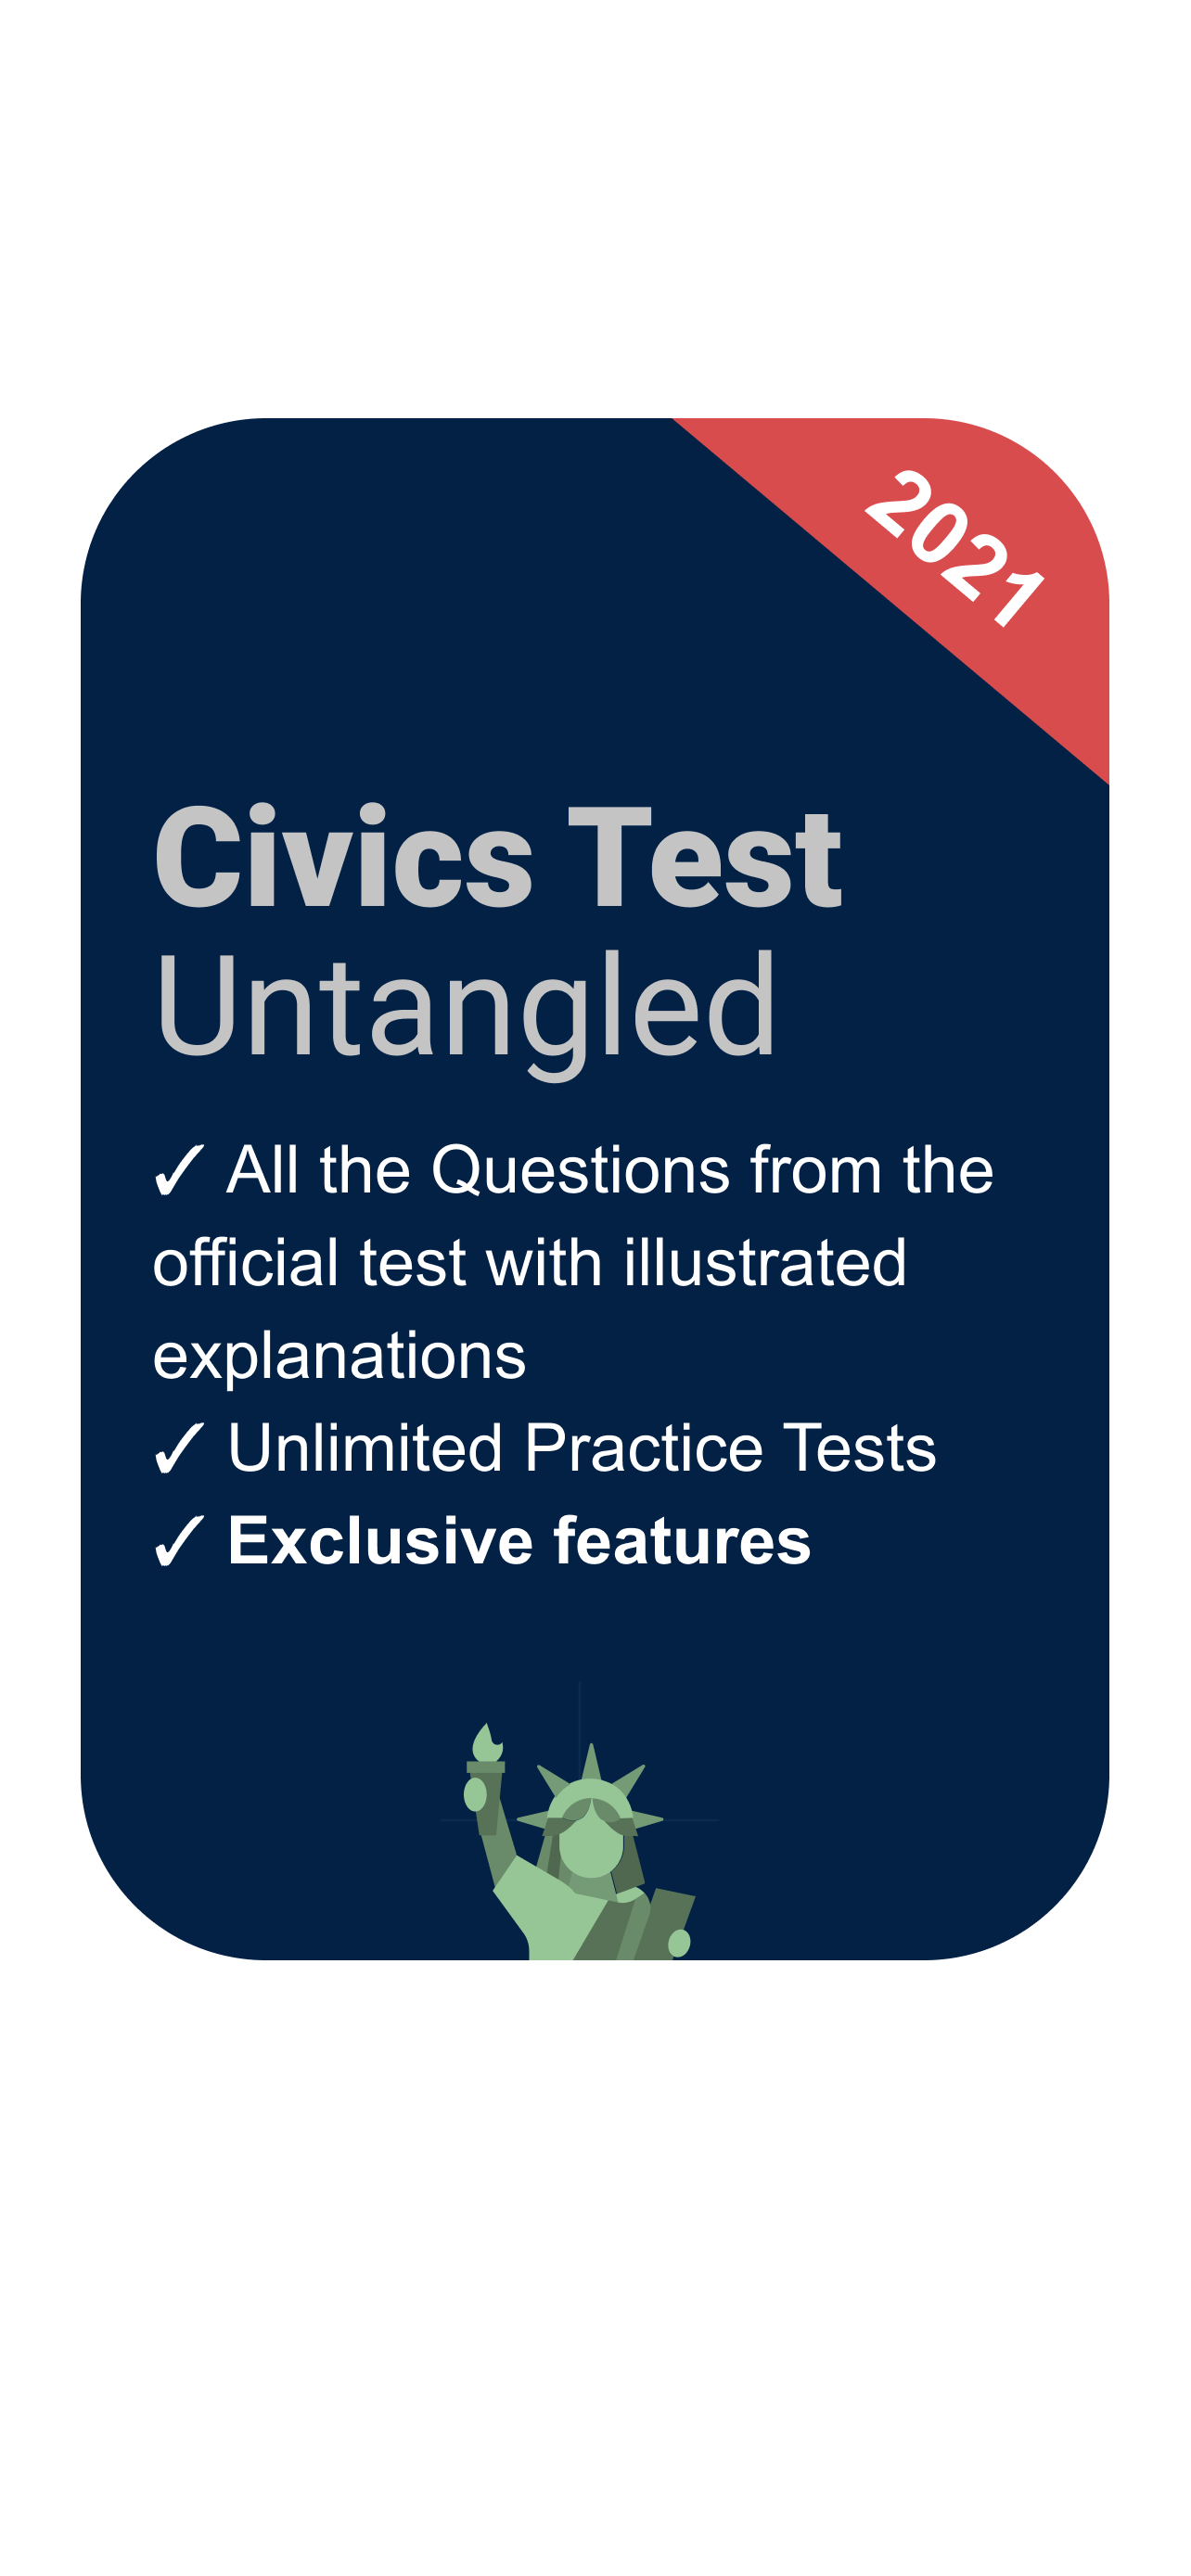 2021
Civics Test
Untangled
✓ All the Questions from the
official test with illustrated
explanations
✓ Unlimited Practice Tests
✓ Exclusive features